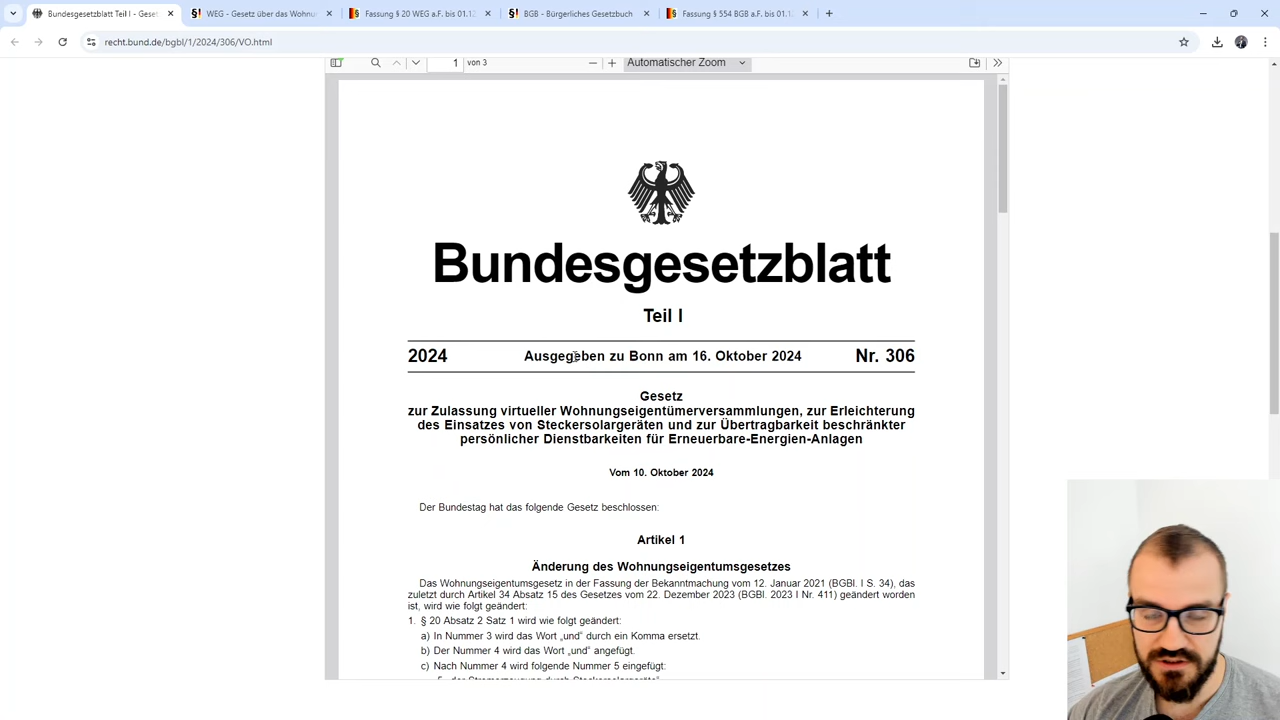 Bundesgesetzblatt Teil I - Geset
WEG - Gesetz über das Wohnun
Fassung § 20 WEG a.F. bis 01.12
BGB - Bürgerliches Gesetzbuch
Fassung § 554 BGB a.F. bis 01.1
recht.bund.de/bgbl/1/2024/306/VO.html
1 von 3
Automatischer Zoom
Bundesgesetzblatt
Teil I
2024 Ausgegeben zu Bonn am 16. Oktober 2024 Nr. 306
Gesetz
zur Zulassung virtueller Wohnungseigentümerversammlungen, zur Erleichterung
des Einsatzes von Steckersolargeräten und zur Übertragbarkeit beschränkter
persönlicher Dienstbarkeiten für Erneuerbare-Energien-Anlagen
Vom 10. Oktober 2024
Der Bundestag hat das folgende Gesetz beschlossen:
Artikel 1
Änderung des Wohnungseigentumsgesetzes
Das Wohnungseigentumsgesetz in der Fassung der Bekanntmachung vom 12. Januar 2021 (BGBl. I S. 34), das
zuletzt durch Artikel 34 Absatz 15 des Gesetzes vom 22. Dezember 2023 (BGBl. 2023 I Nr. 411) geändert worden
ist, wird wie folgt geändert:
1. § 20 Absatz 2 Satz 1 wird wie folgt geändert:
a) In Nummer 3 wird das Wort „und“ durch ein Komma ersetzt.
b) Der Nummer 4 wird das Wort „und“ angefügt.
c) Nach Nummer 4 wird folgende Nummer 5 eingefügt:
„5. der Stromerzeugung durch Steckersolargeräte“